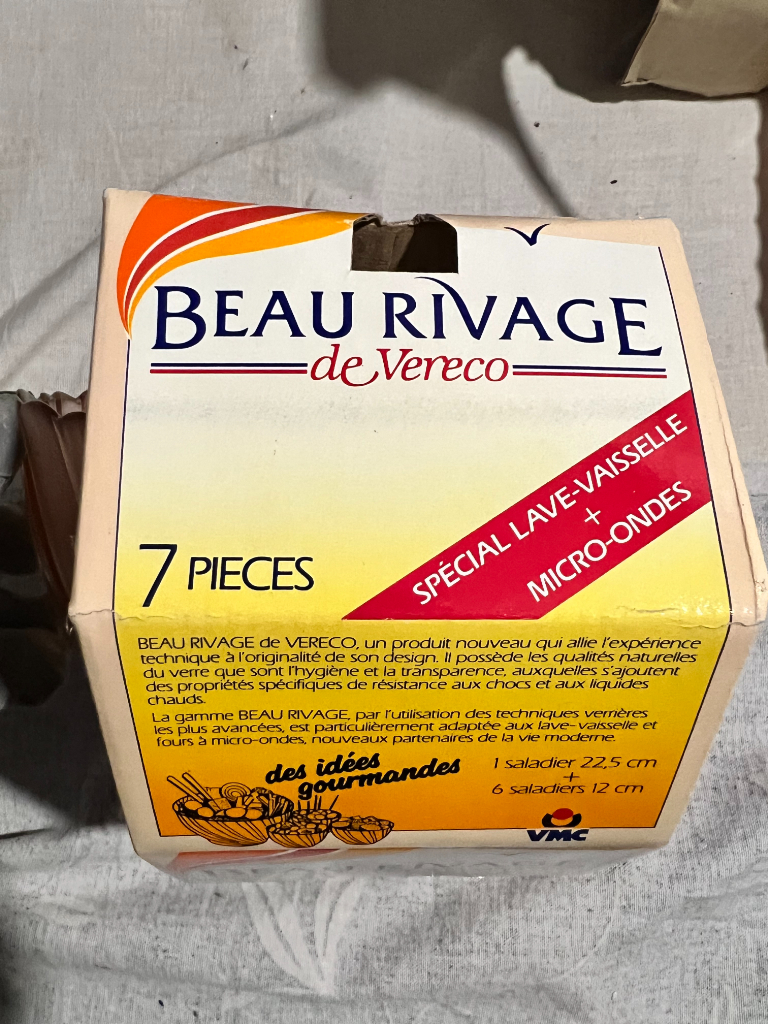 BEAU RIVAGE
de Vereco
SPÉCIAL LAVE-VAISSELLE
+
MICRO-ONDES
7 PIECES
BEAU RIVAGE de VERECO, un produit nouveau qui allie l'expérience
technique à l'originalité de son design. Il possède les qualités naturelles
du verre que sont l'hygiène et la transparence, auxquelles s'ajoutent
des propriétés spécifiques de résistance aux chocs et aux liquides
chauds.
La gamme BEAU RIVAGE, par l'utilisation des techniques verrières
les plus avancées, est particulièrement adaptée aux lave-vaisselle et
fours à micro-ondes, nouveaux partenaires de la vie moderne.
des idées
gourmandes
1 saladier 22,5 cm
+
6 saladiers 12 cm
VMC